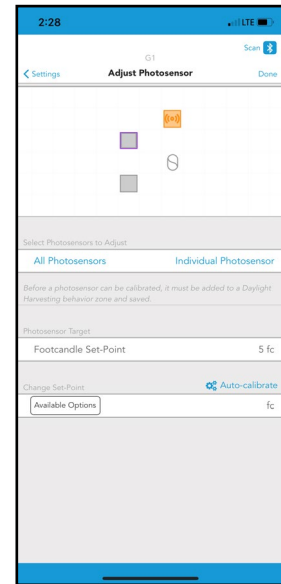 2:28
LTE
Scan
G1
Settings
Adjust Photosensor
Done
Select Photosensors to Adjust
All Photosensors
Individual Photosensor
Before a photosensor can be calibrated, it must be added to a Daylight
Harvesting behavior zone and saved.
Photosensor Target
Footcandle Set-Point
5 fc
Change Set-Point
Auto-calibrate
Available Options
fc